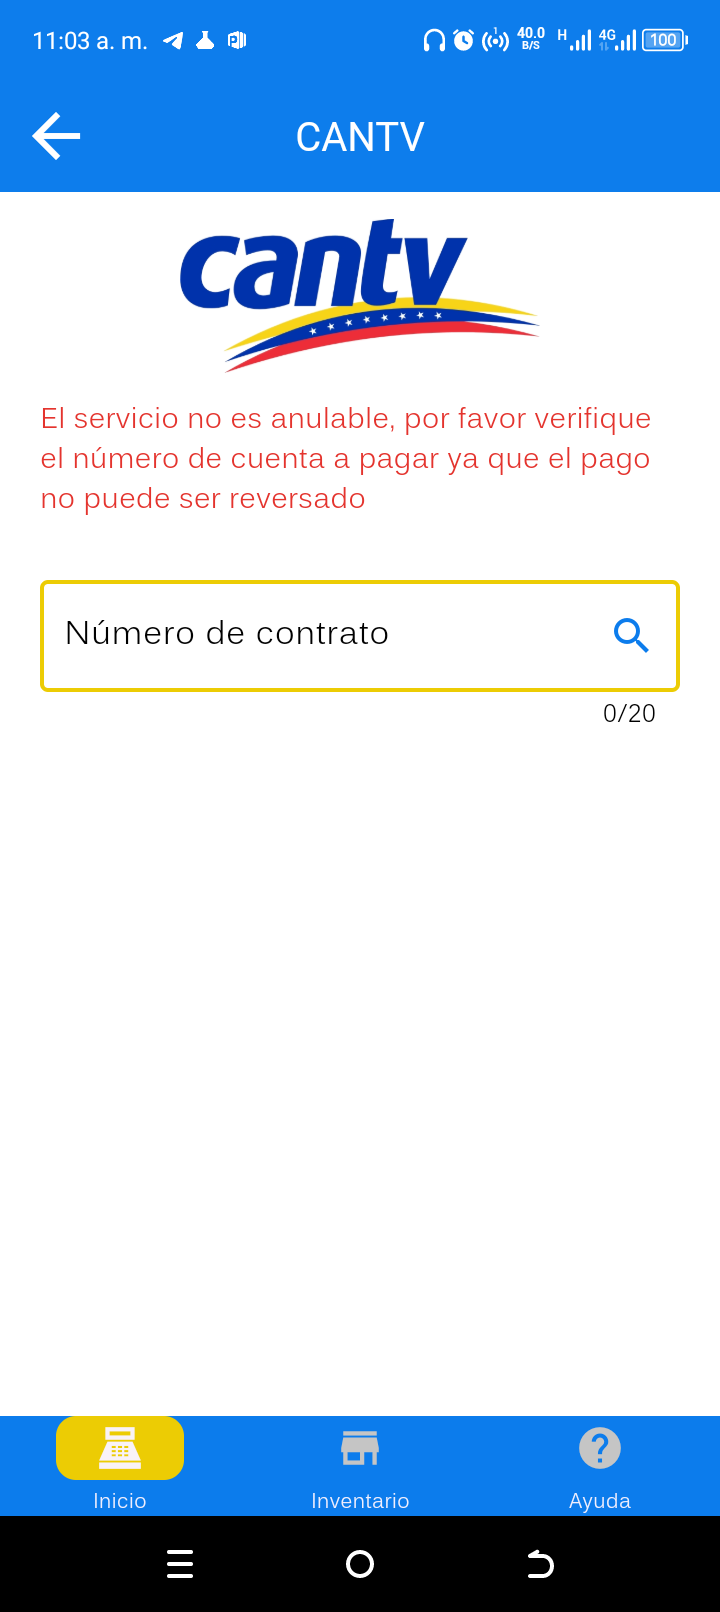 11:03 a. m.
1
40.0
B/S
H
4G
100
CANTV
cantv
El servicio no es anulable, por favor verifique
el número de cuenta a pagar ya que el pago
no puede ser reversado
Número de contrato
0/20
Inicio
Inventario
Ayuda